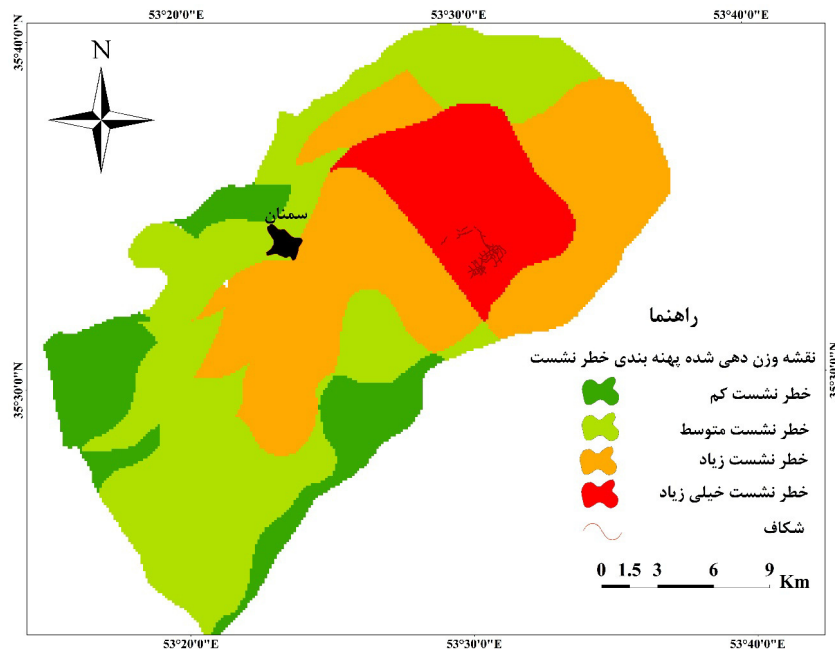 53°20'0"E 53°30'0"E 53°40'0"E
35°40'0"N
N
سمنان
راهنما
نقشه وزن دهی شده پهنه بندی خطر نشست
خطر نشست کم
خطر نشست متوسط
خطر نشست زیاد
خطر نشست خیلی زیاد
شکاف
0 1.5 3 6 9
Km
35°30'0"N
53°20'0"E 53°30'0"E 53°40'0"E